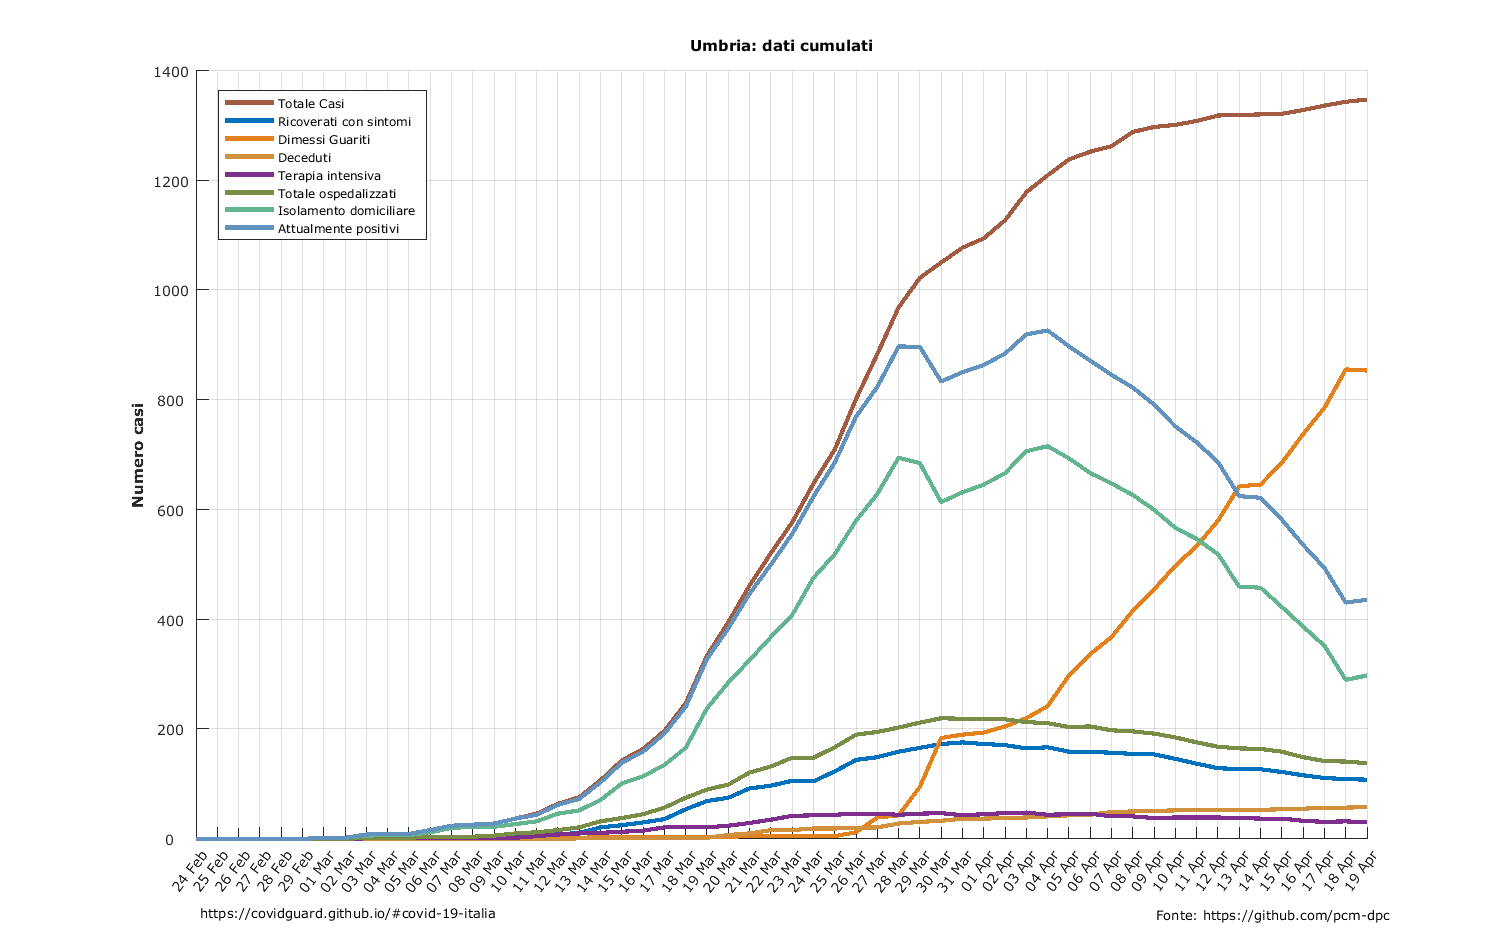 Umbria: dati cumulati
1400
1200
1000
800
600
400
200
0
Numero casi
Totale Casi
Ricoverati con sintomi
Dimessi Guariti
Deceduti
Terapia intensiva
Totale ospedalizzati
Isolamento domiciliare
Attualmente positivi
24 Feb
25 Feb
26 Feb
27 Feb
28 Feb
29 Feb
01 Mar
02 Mar
03 Mar
04 Mar
05 Mar
06 Mar
07 Mar
08 Mar
09 Mar
10 Mar
11 Mar
12 Mar
13 Mar
14 Mar
15 Mar
16 Mar
17 Mar
18 Mar
19 Mar
20 Mar
21 Mar
22 Mar
23 Mar
24 Mar
25 Mar
26 Mar
27 Mar
28 Mar
29 Mar
30 Mar
31 Mar
01 Apr
02 Apr
03 Apr
04 Apr
05 Apr
06 Apr
07 Apr
08 Apr
09 Apr
10 Apr
11 Apr
12 Apr
13 Apr
14 Apr
15 Apr
16 Apr
17 Apr
18 Apr
19 Apr
https://covidguard.github.io/#covid-19-italia
Fonte: https://github.com/pcm-dpc